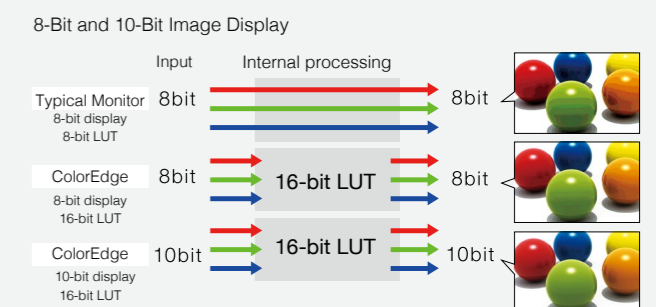 8-Bit and 10-Bit Image Display
Input Internal processing
Typical Monitor 8bit 8bit
8-bit display
8-bit LUT
ColorEdge 8bit 16-bit LUT 8bit
8-bit display
16-bit LUT
ColorEdge 10bit 16-bit LUT 10bit
10-bit display
16-bit LUT